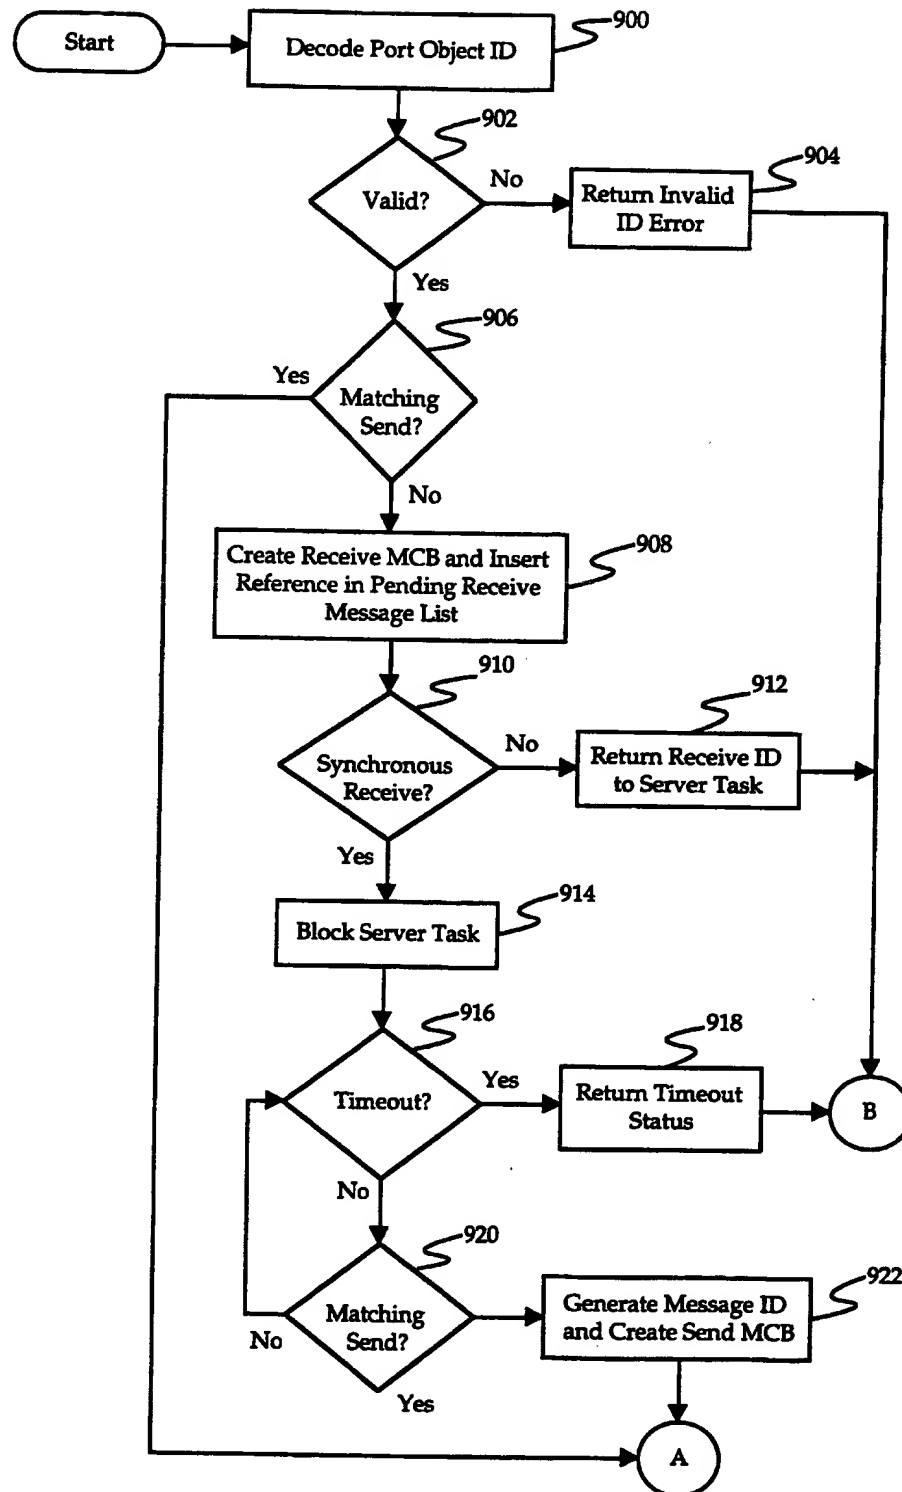 Start
Decode Port Object ID
900
902
Valid?
No
904
Return Invalid
ID Error
Yes
906
Yes
Matching
Send?
No
908
Create Receive MCB and Insert
Reference in Pending Receive
Message List
910
912
Synchronous
Receive?
No
Return Receive ID
to Server Task
Yes
914
Block Server Task
916
918
Timeout?
Yes
Return Timeout
Status
B
No
920
922
Matching
Send?
Generate Message ID
and Create Send MCB
No
Yes
A